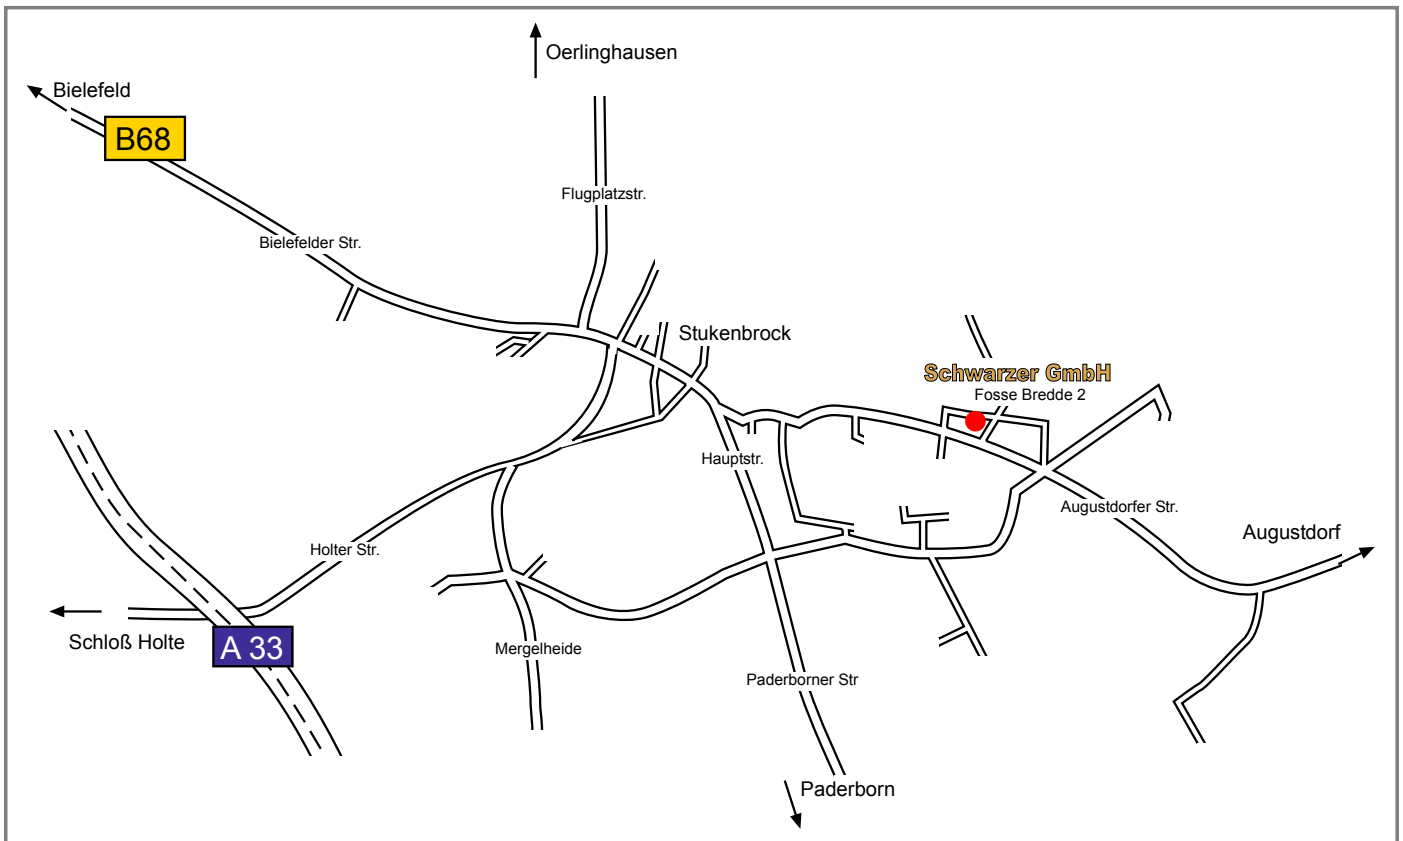 Oerlinghausen
Bielefeld
B68
Flugplatzstr.
Bielefelder Str.
Stukenbrock
Schwarzer GmbH
Fosse Bredde 2
Hauptstr.
Augustdorfer Str.
Augustdorf
Holter Str.
Schloß Holte
A 33
Mergelheide
Paderborner Str
Paderborn